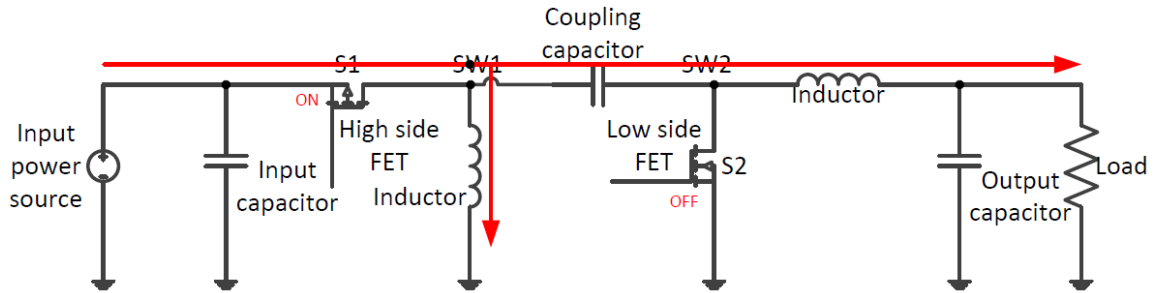 Coupling
capacitor
S1
SW1
SW2
ON
Inductor
Input
power
source
High side
FET
Low side
FET
S2
Load
Input
capacitor
Inductor
OFF
Output
capacitor